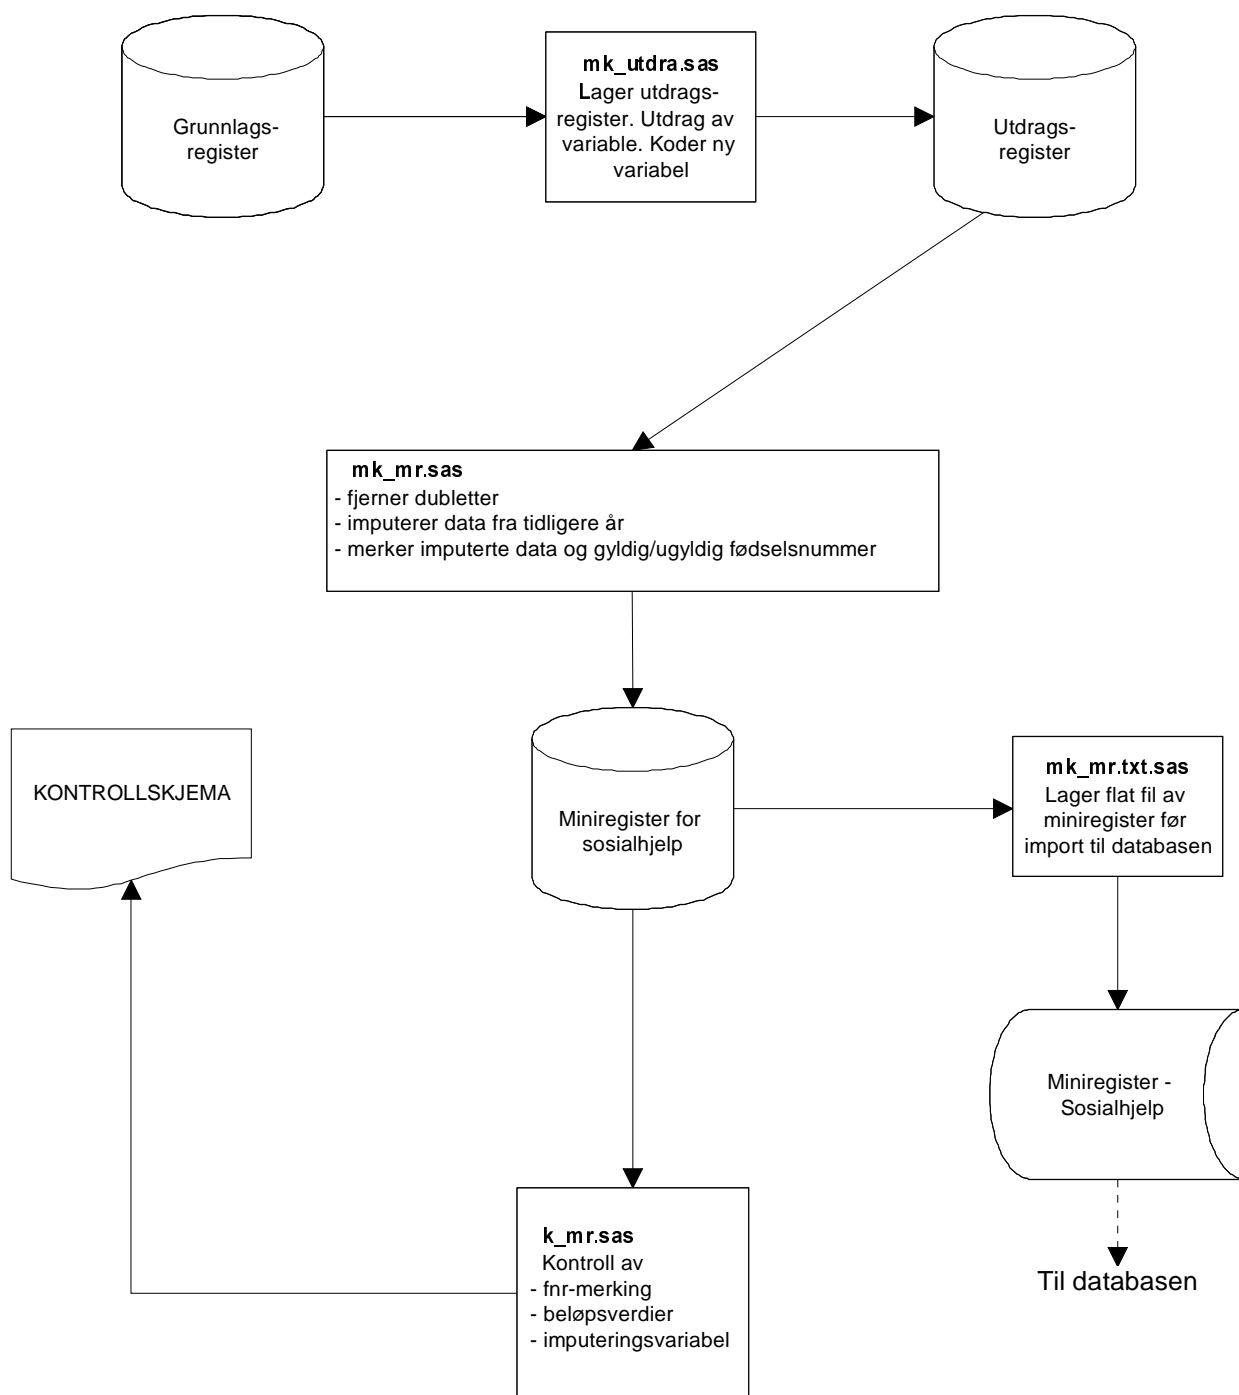 Grunnlags-
register
mk_utdra.sas
Lager utdrags-
register. Utdrag av
variable. Koder ny
variabel
Utdrags-
register
mk_mr.sas
- fjerner dubletter
- imputerer data fra tidligere år
- merker imputerte data og gyldig/ugyldig fødselsnummer
KONTROLLSKJEMA
Miniregister for
sosialhjelp
mk_mr.txt.sas
Lager flat fil av
miniregister før
import til databasen
Miniregister -
Sosialhjelp
Til databasen
k_mr.sas
Kontroll av
- fnr-merking
- beløpsverdier
- imputeringsvariabel